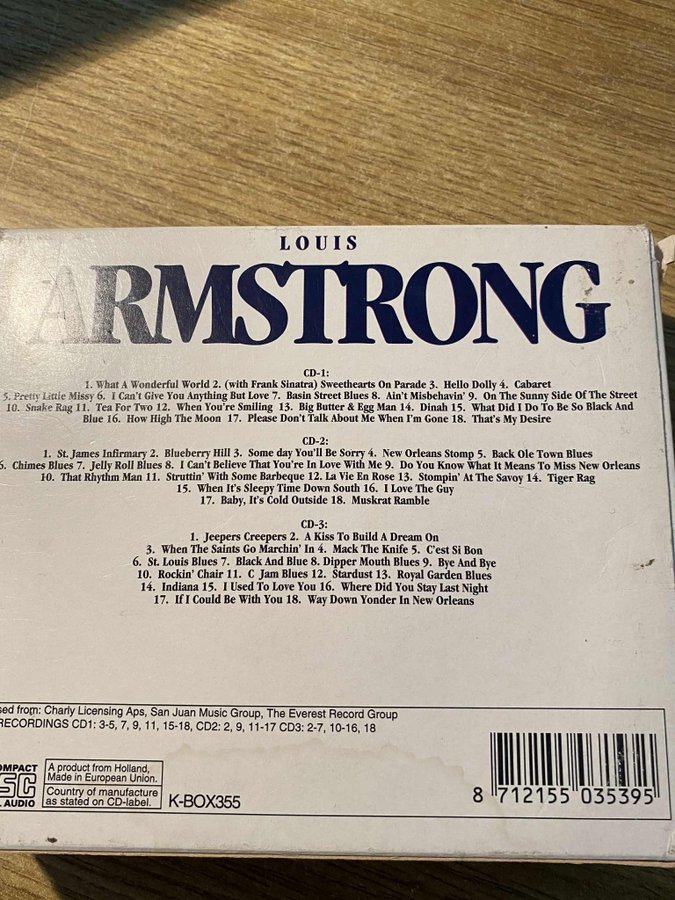 LOUIS
ARMSTRONG
CD-1:
1. What A Wonderful World 2. (with Frank Sinatra) Sweethearts On Parade 3. Hello Dolly 4. Cabaret
5. Pretty Little Missy 6. I Can't Give You Anything But Love 7. Basin Street Blues 8. Ain't Misbehavin' 9. On The Sunny Side Of The Street
10. Snake Rag 11. Tea For Two 12. When You're Smiling 13. Big Butter & Egg Man 14. Dinah 15. What Did I Do To Be So Black And
Blue 16. How High The Moon 17. Please Don't Talk About Me When I'm Gone 18. That's My Desire
CD-2:
1. St. James Infirmary 2. Blueberry Hill 3. Some day You'll Be Sorry 4. New Orleans Stomp 5. Back Ole Town Blues
6. Chimes Blues 7. Jelly Roll Blues 8. I Can't Believe That You're In Love With Me 9. Do You Know What It Means To Miss New Orleans
10. That Rhythm Man 11. Struttin' With Some Barbeque 12. La Vie En Rose 13. Stompin' At The Savoy 14. Tiger Rag
15. When It's Sleepy Time Down South 16. I Love The Guy
17. Baby, It's Cold Outside 18. Muskrat Ramble
CD-3:
1. Jeepers Creepers 2. A Kiss To Build A Dream On
3. When The Saints Go Marchin' In 4. Mack The Knife 5. C'est Si Bon
6. St. Louis Blues 7. Black And Blue 8. Dipper Mouth Blues 9. Bye And Bye
10. Rockin' Chair 11. C Jam Blues 12. Stardust 13. Royal Garden Blues
14. Indiana 15. I Used To Love You 16. Where Did You Stay Last Night
17. If I Could Be With You 18. Way Down Yonder In New Orleans
from: Charly Licensing Aps, San Juan Music Group, The Everest Record Group
RECORDINGS CD1: 3-5, 7, 9, 11, 15-18, CD2: 2, 9, 11-17 CD3: 2-7, 10-16, 18
COMPACT
DISC
AUDIO
A product from Holland,
Made in European Union.
Country of manufacture
as stated on CD-label.
K-BOX355
8 712155 035395